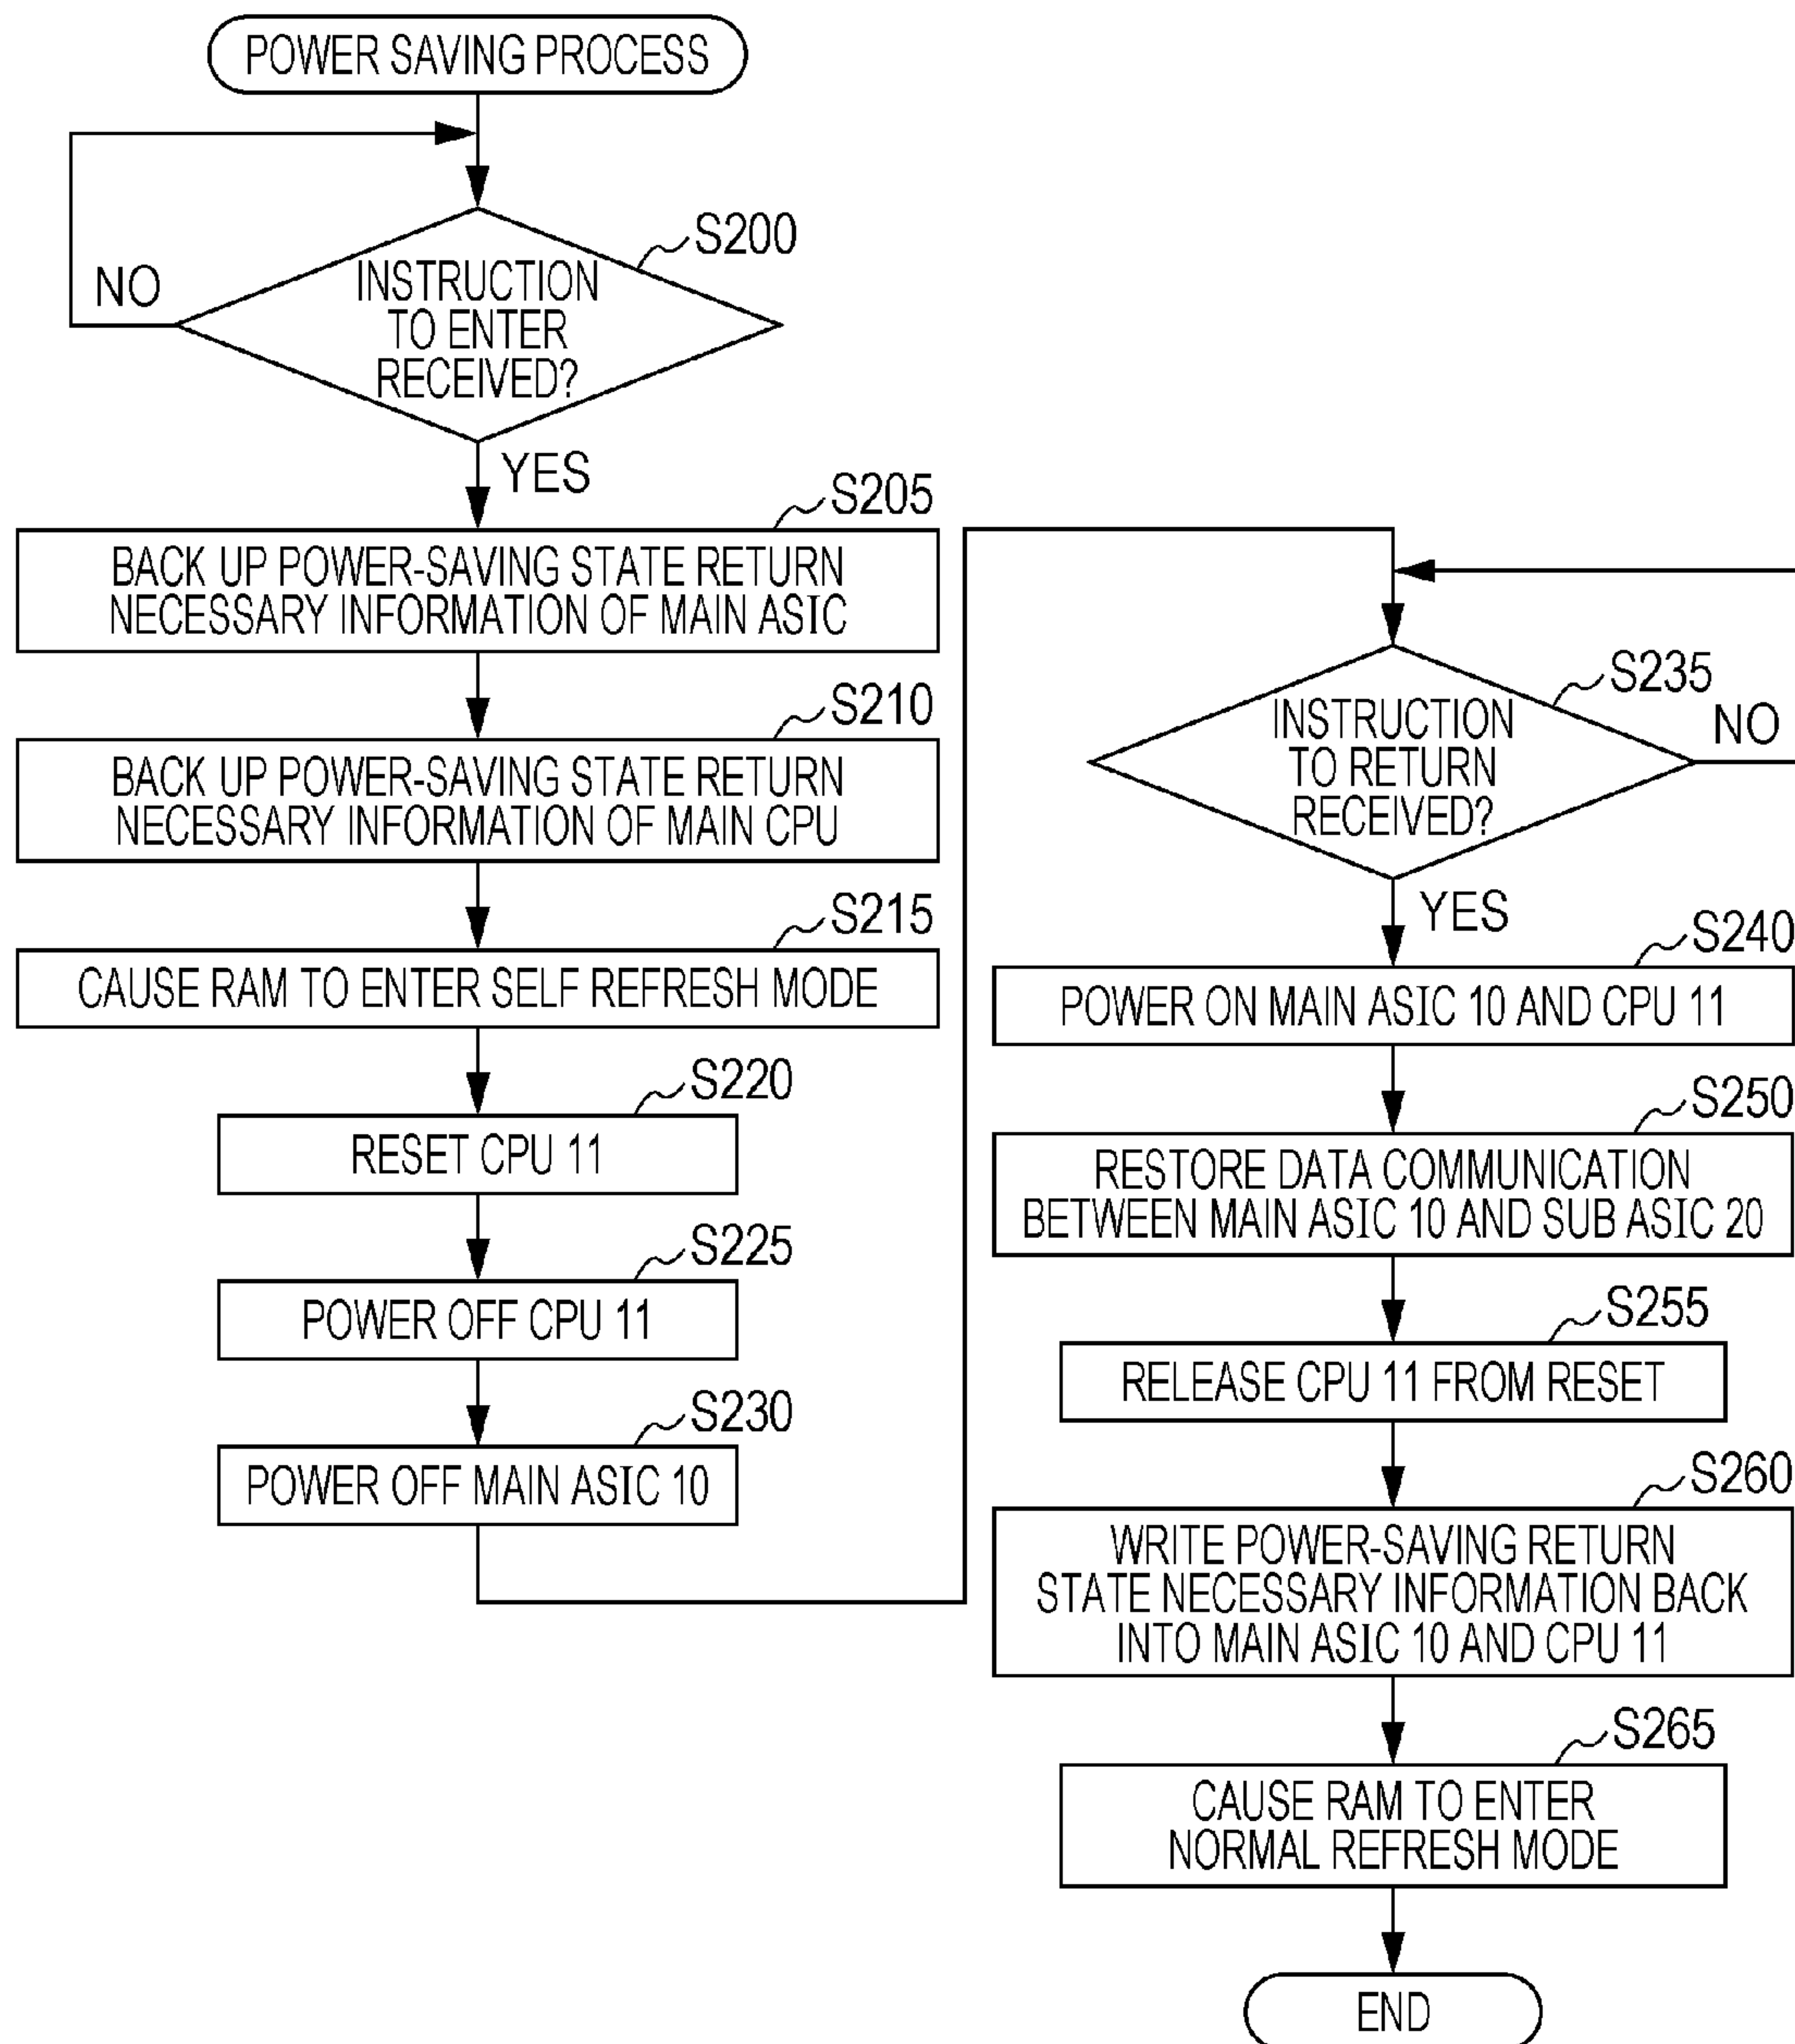 POWER SAVING PROCESS
S200
INSTRUCTION
TO ENTER
RECEIVED?
NO
YES
S205
BACK UP POWER-SAVING STATE RETURN
NECESSARY INFORMATION OF MAIN ASIC
S210
BACK UP POWER-SAVING STATE RETURN
NECESSARY INFORMATION OF MAIN CPU
S215
CAUSE RAM TO ENTER SELF REFRESH MODE
S220
RESET CPU 11
S225
POWER OFF CPU 11
S230
POWER OFF MAIN ASIC 10
S235
INSTRUCTION
TO RETURN
RECEIVED?
NO
YES
S240
POWER ON MAIN ASIC 10 AND CPU 11
S250
RESTORE DATA COMMUNICATION
BETWEEN MAIN ASIC 10 AND SUB ASIC 20
S255
RELEASE CPU 11 FROM RESET
S260
WRITE POWER-SAVING RETURN
STATE NECESSARY INFORMATION BACK
INTO MAIN ASIC 10 AND CPU 11
S265
CAUSE RAM TO ENTER
NORMAL REFRESH MODE
END